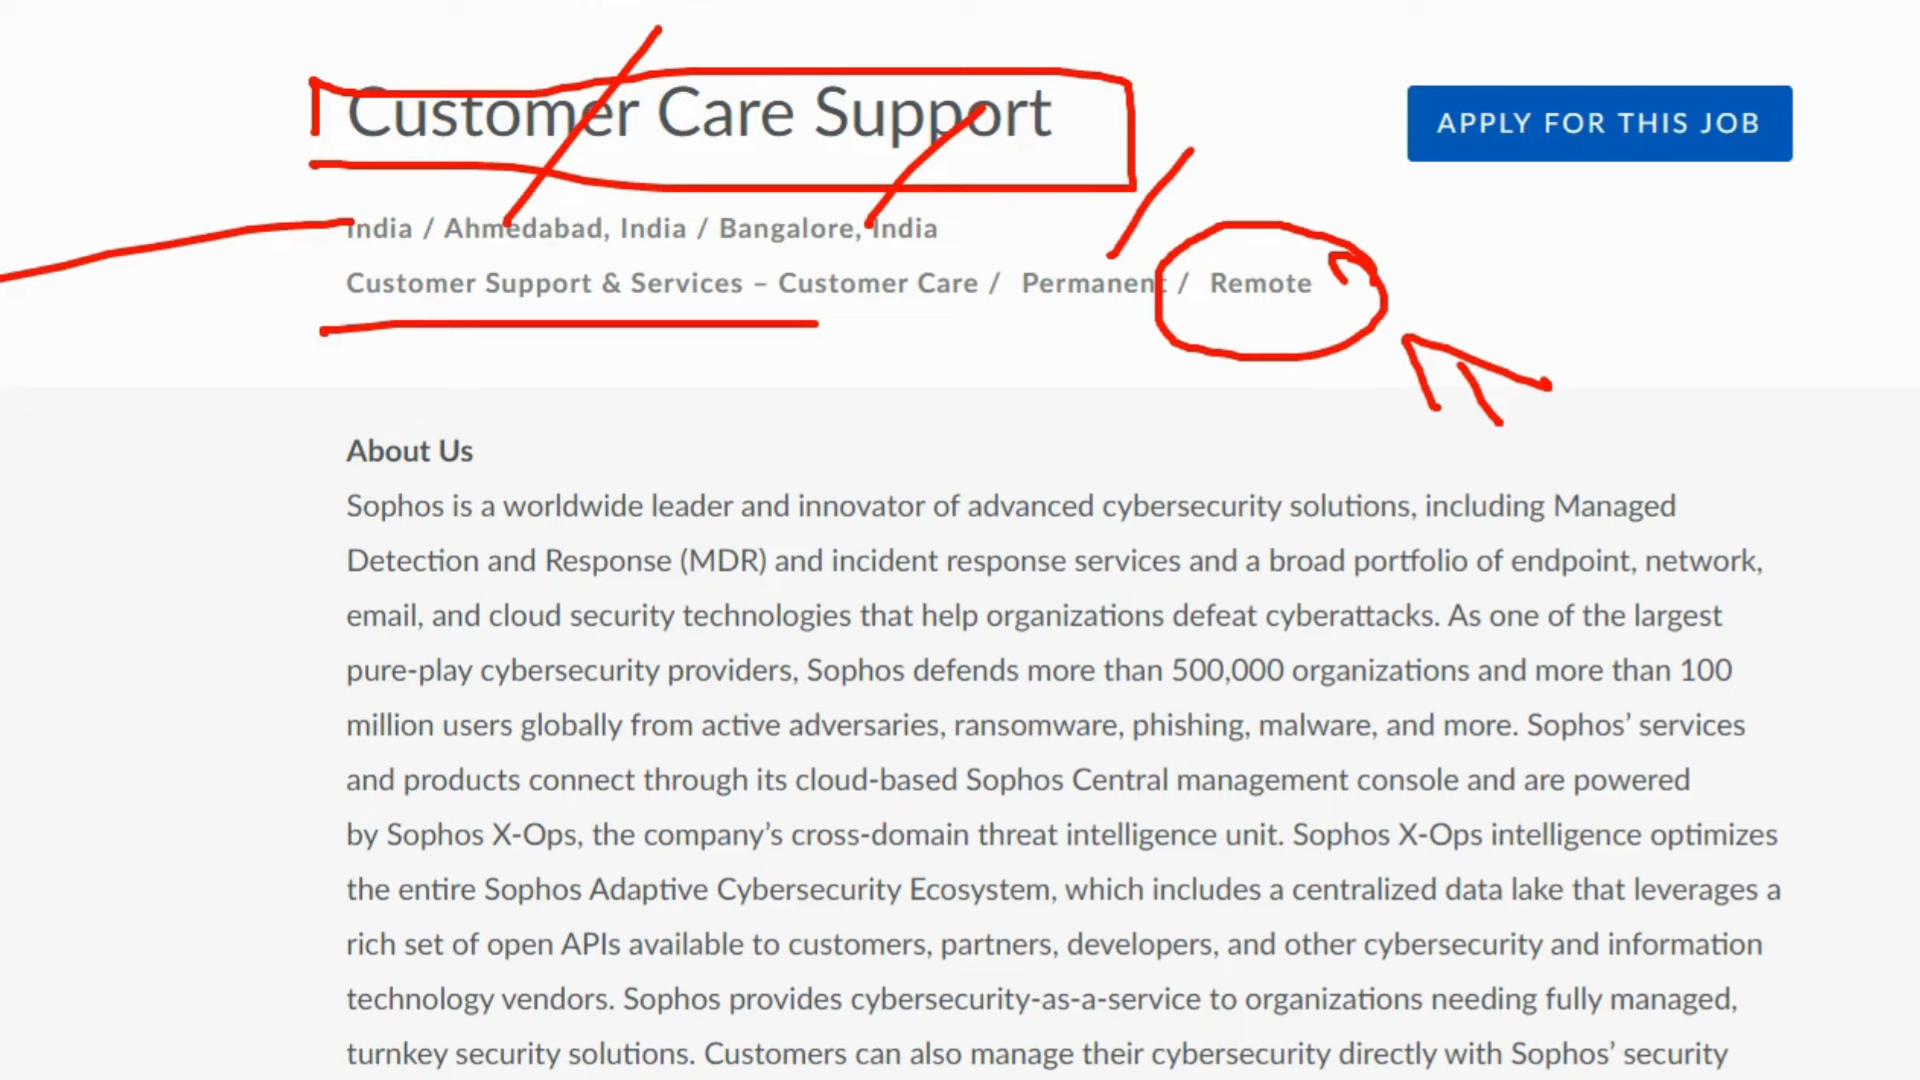 Customer Care Support
APPLY FOR THIS JOB
India / Ahmedabad, India / Bangalore, India
Customer Support & Services – Customer Care / Permanent / Remote
About Us
Sophos is a worldwide leader and innovator of advanced cybersecurity solutions, including Managed
Detection and Response (MDR) and incident response services and a broad portfolio of endpoint, network,
email, and cloud security technologies that help organizations defeat cyberattacks. As one of the largest
pure-play cybersecurity providers, Sophos defends more than 500,000 organizations and more than 100
million users globally from active adversaries, ransomware, phishing, malware, and more. Sophos’ services
and products connect through its cloud-based Sophos Central management console and are powered
by Sophos X-Ops, the company’s cross-domain threat intelligence unit. Sophos X-Ops intelligence optimizes
the entire Sophos Adaptive Cybersecurity Ecosystem, which includes a centralized data lake that leverages a
rich set of open APIs available to customers, partners, developers, and other cybersecurity and information
technology vendors. Sophos provides cybersecurity-as-a-service to organizations needing fully managed,
turnkey security solutions. Customers can also manage their cybersecurity directly with Sophos’ security